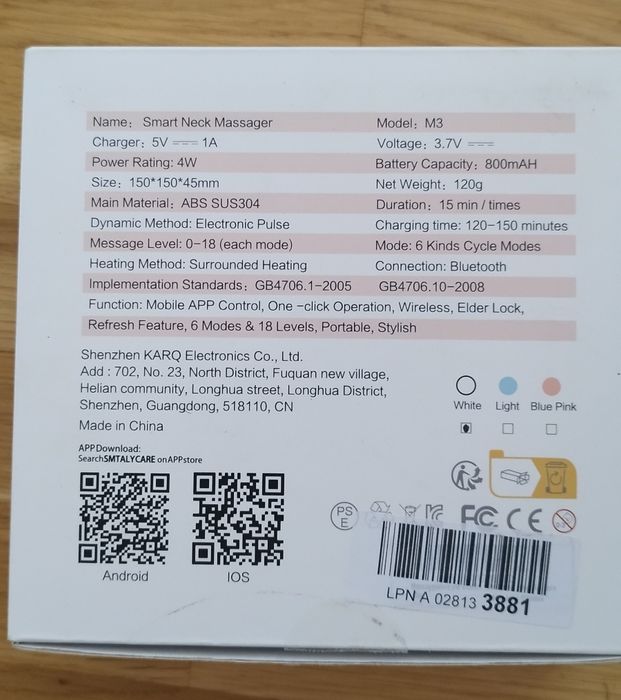 Name： Smart Neck Massager Model： M3
Charger： 5V ⎓ 1A Voltage： 3.7V ⎓
Power Rating: 4W Battery Capacity： 800mAH
Size： 150*150*45mm Net Weight： 120g
Main Material： ABS SUS304 Duration： 15 min / times
Dynamic Method: Electronic Pulse Charging time: 120-150 minutes
Message Level: 0-18 (each mode) Mode: 6 Kinds Cycle Modes
Heating Method: Surrounded Heating Connection: Bluetooth
Implementation Standards： GB4706.1-2005 GB4706.10-2008
Function: Mobile APP Control, One -click Operation, Wireless, Elder Lock,
Refresh Feature, 6 Modes & 18 Levels, Portable, Stylish
Shenzhen KARQ Electronics Co., Ltd.
Add : 702, No. 23, North District, Fuquan new village,
Helian community, Longhua street, Longhua District,
Shenzhen, Guangdong, 518110, CN
Made in China
White Light Blue Pink
APP Download:
Search SMTALYCARE on APP store
Android IOS
PS
E
FC CE
LPN A 02813 3881